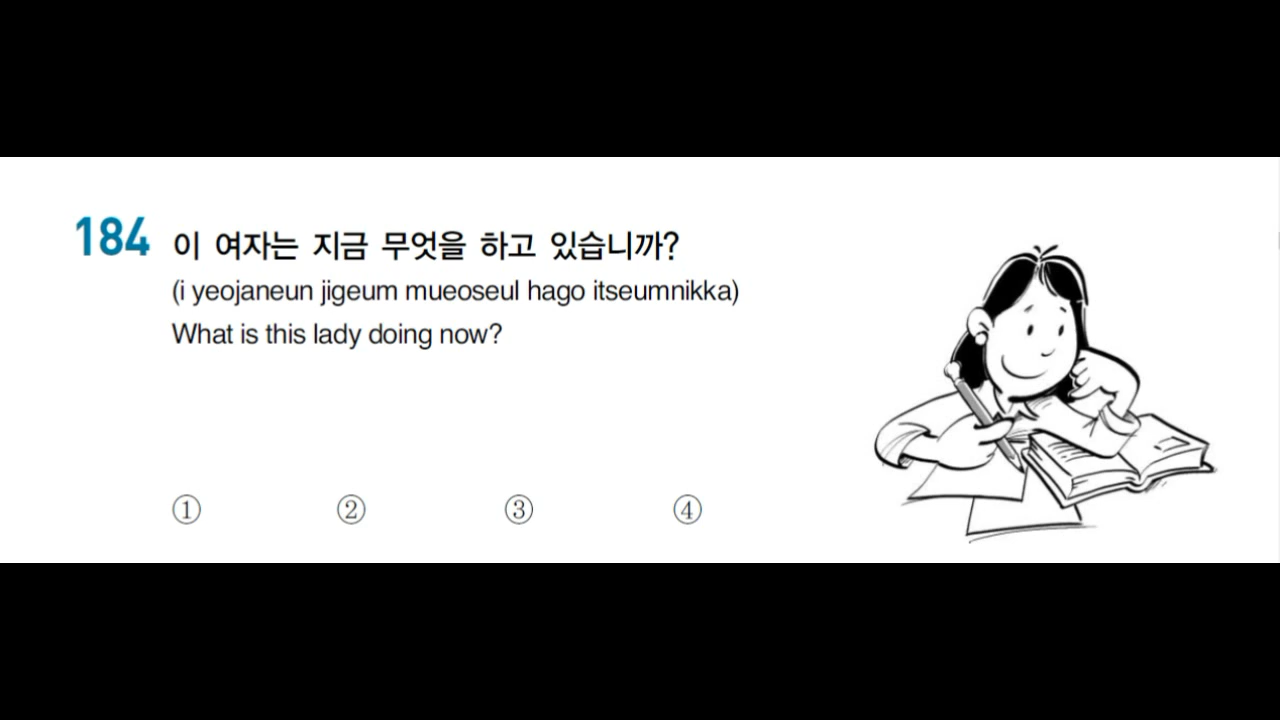 184 이 여자는 지금 무엇을 하고 있습니까?
(i yeojaneun jigeum mueoseul hago itseumnikka)
What is this lady doing now?
① ② ③ ④